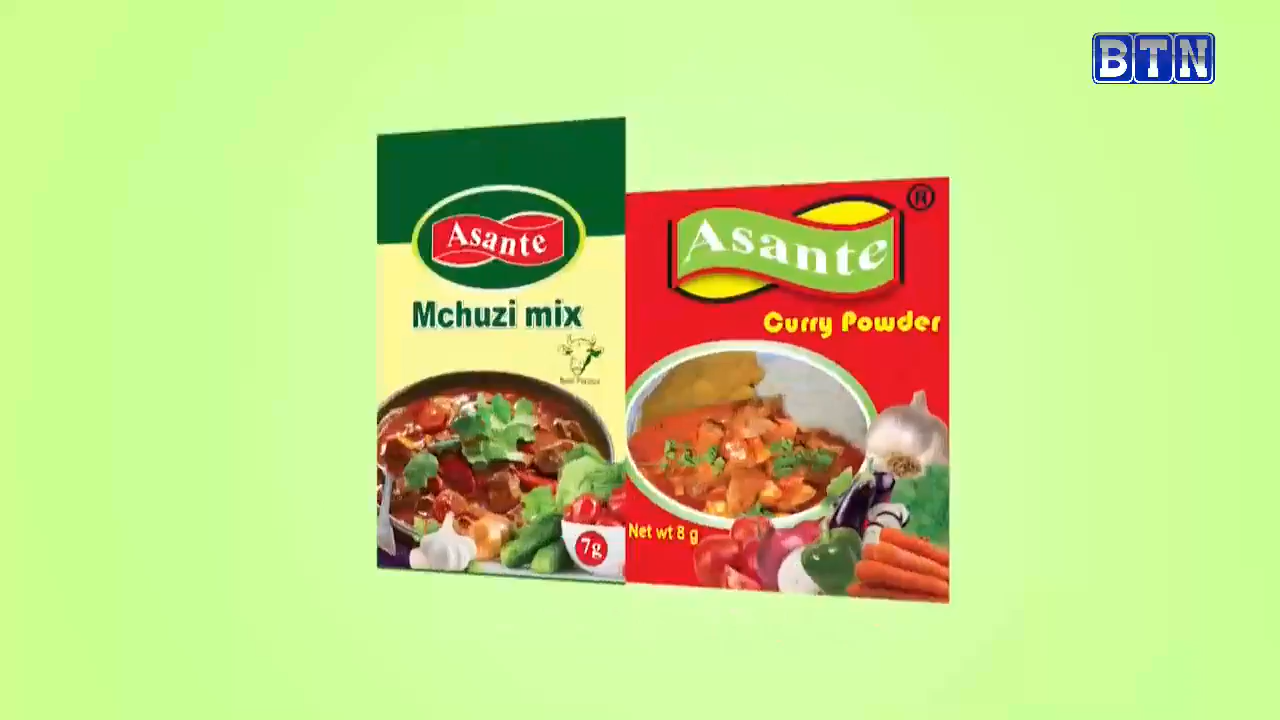 BTN
Asante
Mchuzi mix
7g
Asante
®
Curry Powder
Net wt 8 g